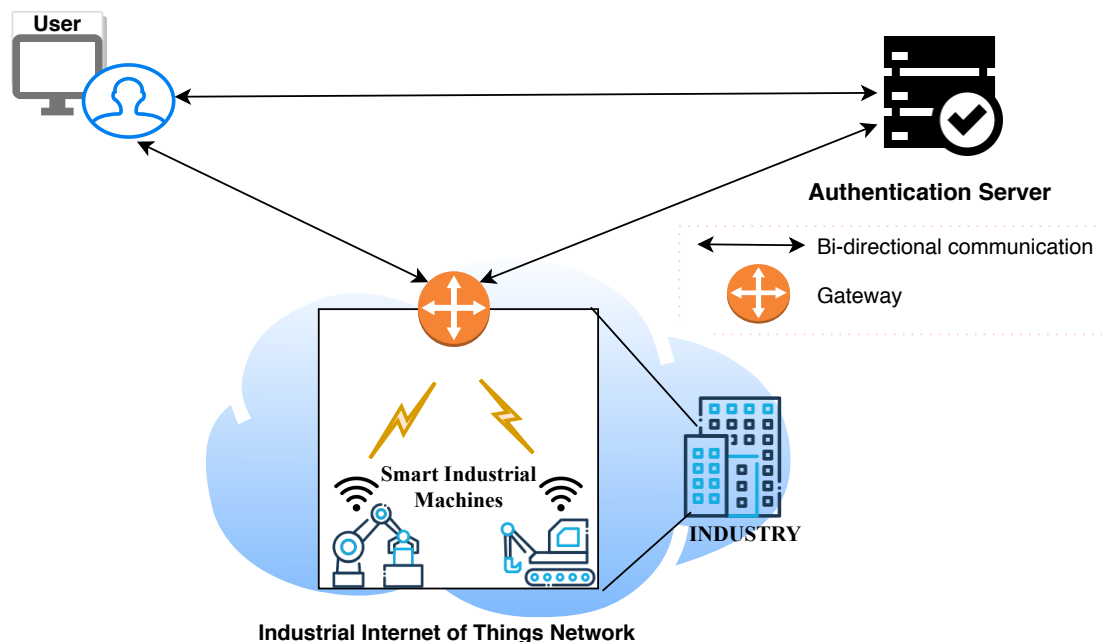 User
Authentication Server
Bi-directional communication
Gateway
Smart Industrial
Machines
INDUSTRY
Industrial Internet of Things Network